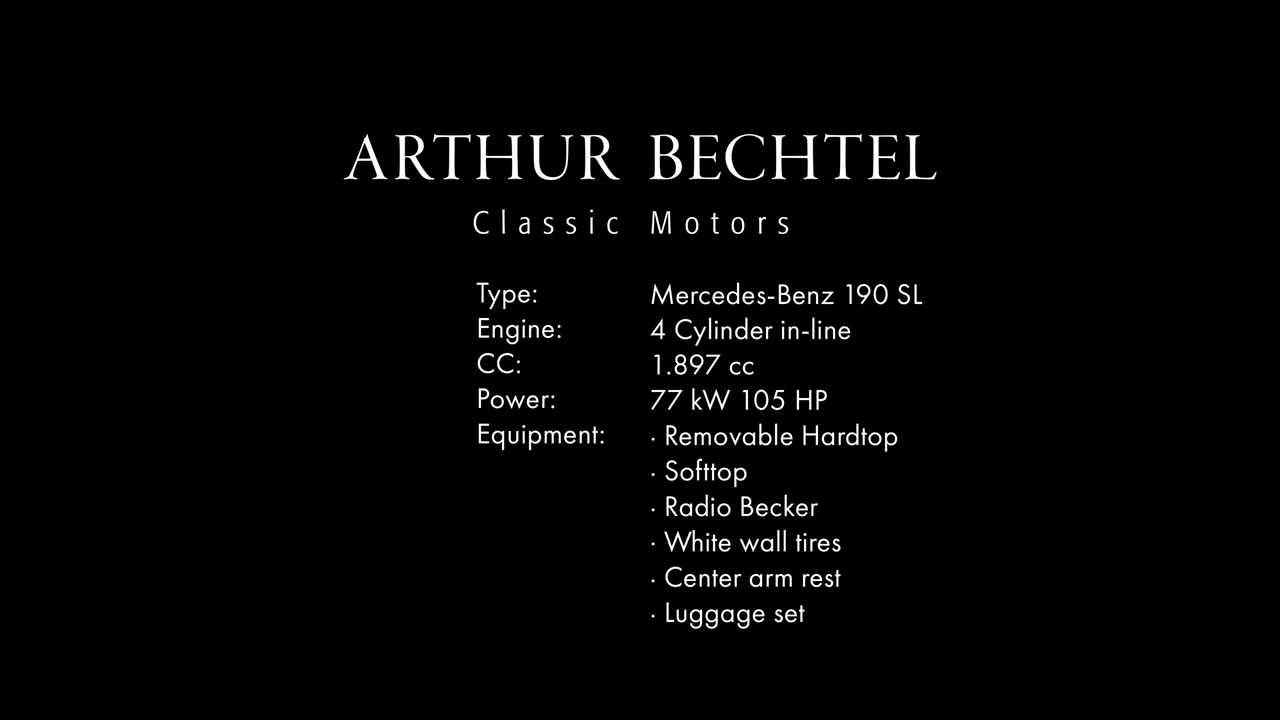 ARTHUR BECHTEL
Classic Motors
Type: Mercedes-Benz 190 SL
Engine: 4 Cylinder in-line
CC: 1.897 cc
Power: 77 kW 105 HP
Equipment: · Removable Hardtop
· Softtop
· Radio Becker
· White wall tires
· Center arm rest
· Luggage set